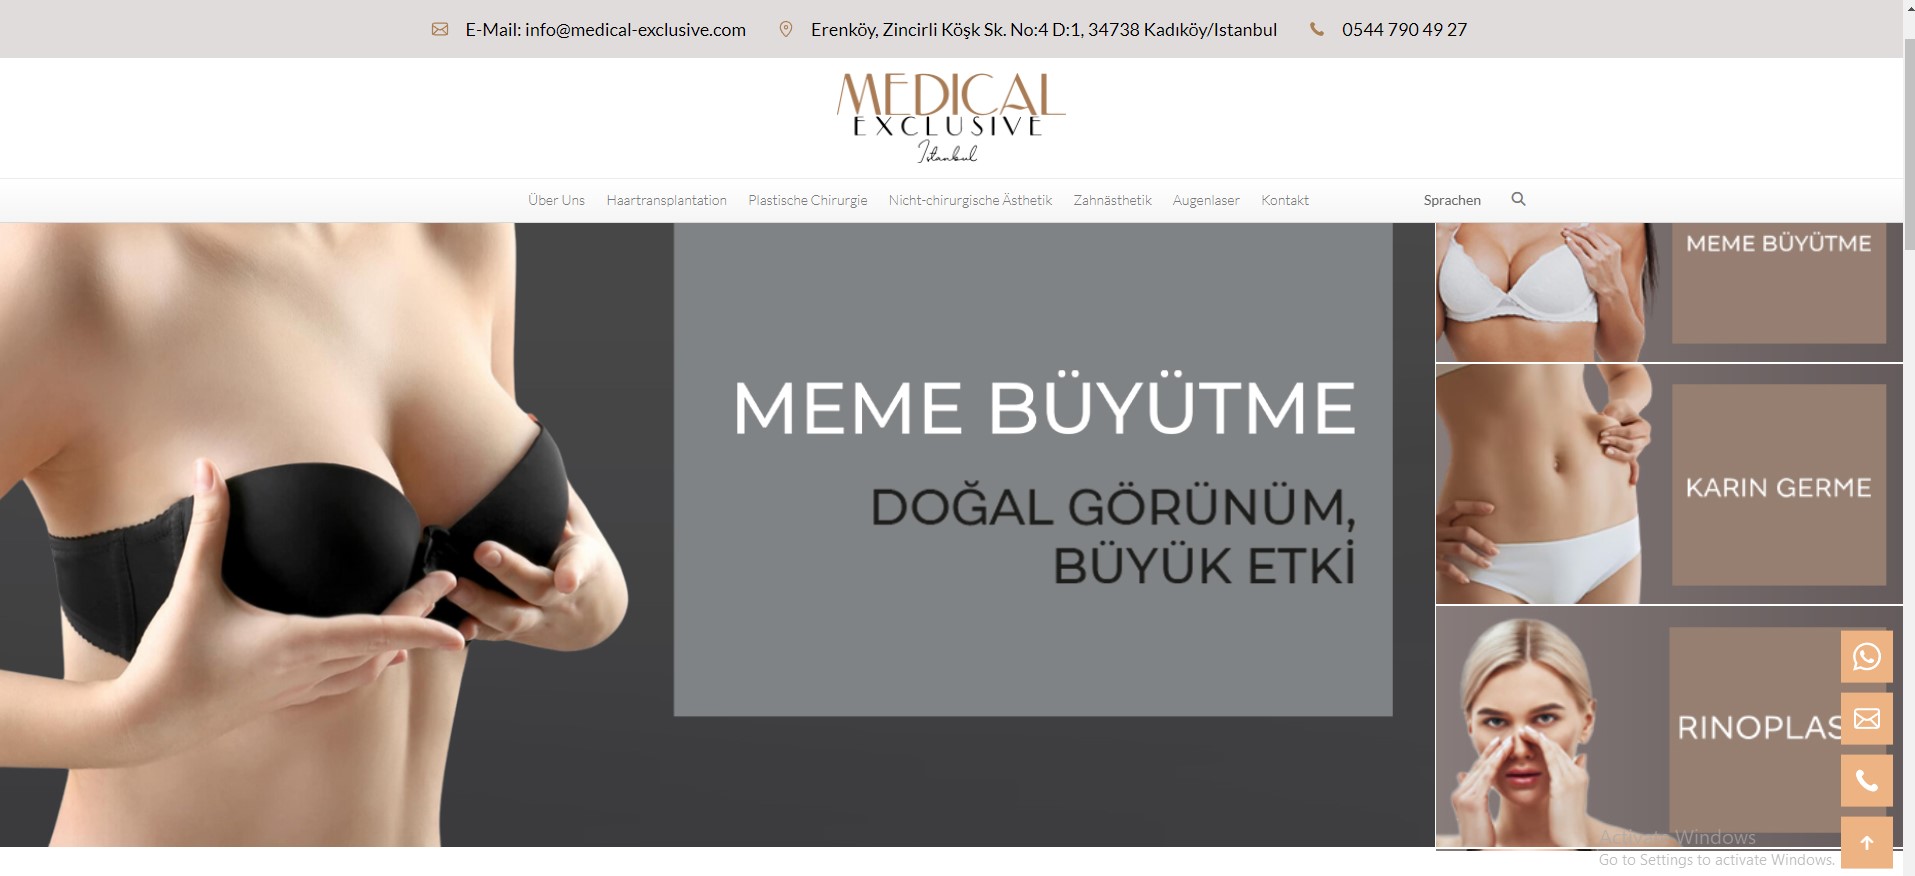 E-Mail: info@medical-exclusive.com
Erenköy, Zincirli Köşk Sk. No:4 D:1, 34738 Kadıköy/Istanbul
0544 790 49 27
MEDICAL
EXCLUSIVE
Istanbul
Über Uns
Haartransplantation
Plastische Chirurgie
Nicht-chirurgische Ästhetik
Zahnästhetik
Augenlaser
Kontakt
Sprachen
MEME BÜYÜTME
DOĞAL GÖRÜNÜM,
BÜYÜK ETKİ
MEME BÜYÜTME
KARIN GERME
RINOPLAS
Activate Windows
Go to Settings to activate Windows.